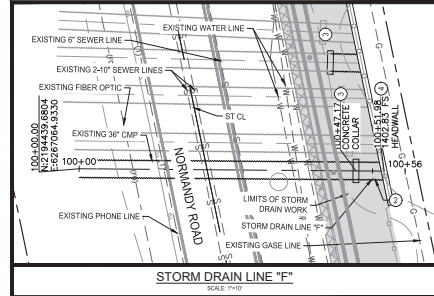 EXISTING WATER LINE
EXISTING 6" SEWER LINE
EXISTING 2-10" SEWER LINES
EXISTING FIBER OPTIC
ST CL
100+00.00
N:2194439.6804
E:6267064.9530
EXISTING 36" CMP
100+00
NORMANDY ROAD
EXISTING PHONE LINE
3
3
4
100+47.17
CONCRETE
COLLAR
100+51.98
1402.83 FS
HEADWALL
100+56
2
LIMITS OF STORM
DRAIN WORK
STORM DRAIN LINE "F"
EXISTING GASE LINE
STORM DRAIN LINE "F"
SCALE: 1"=10'